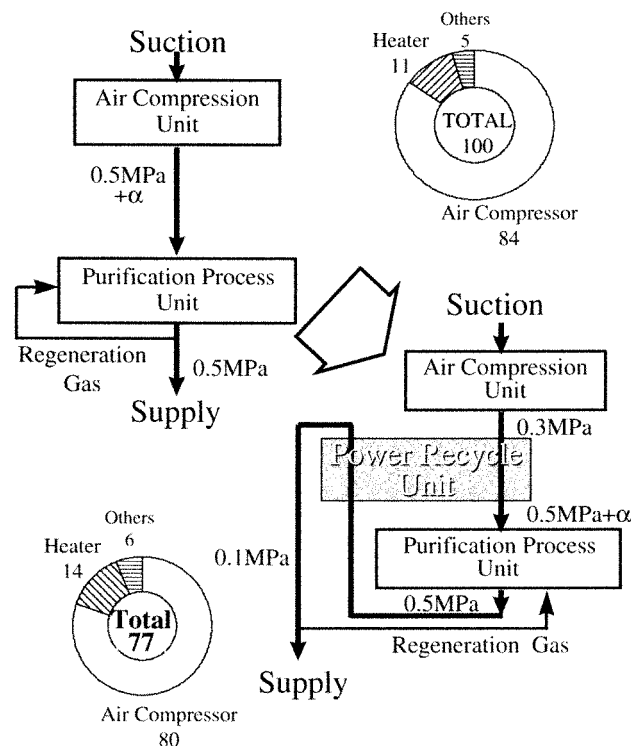 Suction
Air Compression
Unit
0.5MPa
+α
Purification Process
Unit
Regeneration
Gas
0.5MPa
Supply
Others
5
Heater
11
TOTAL
100
Air Compressor
84
Suction
Air Compression
Unit
0.3MPa
Power Recycle
Unit
0.5MPa+α
Purification Process
Unit
0.1MPa
0.5MPa
Regeneration Gas
Supply
Others
6
Heater
14
Total
77
Air Compressor
80